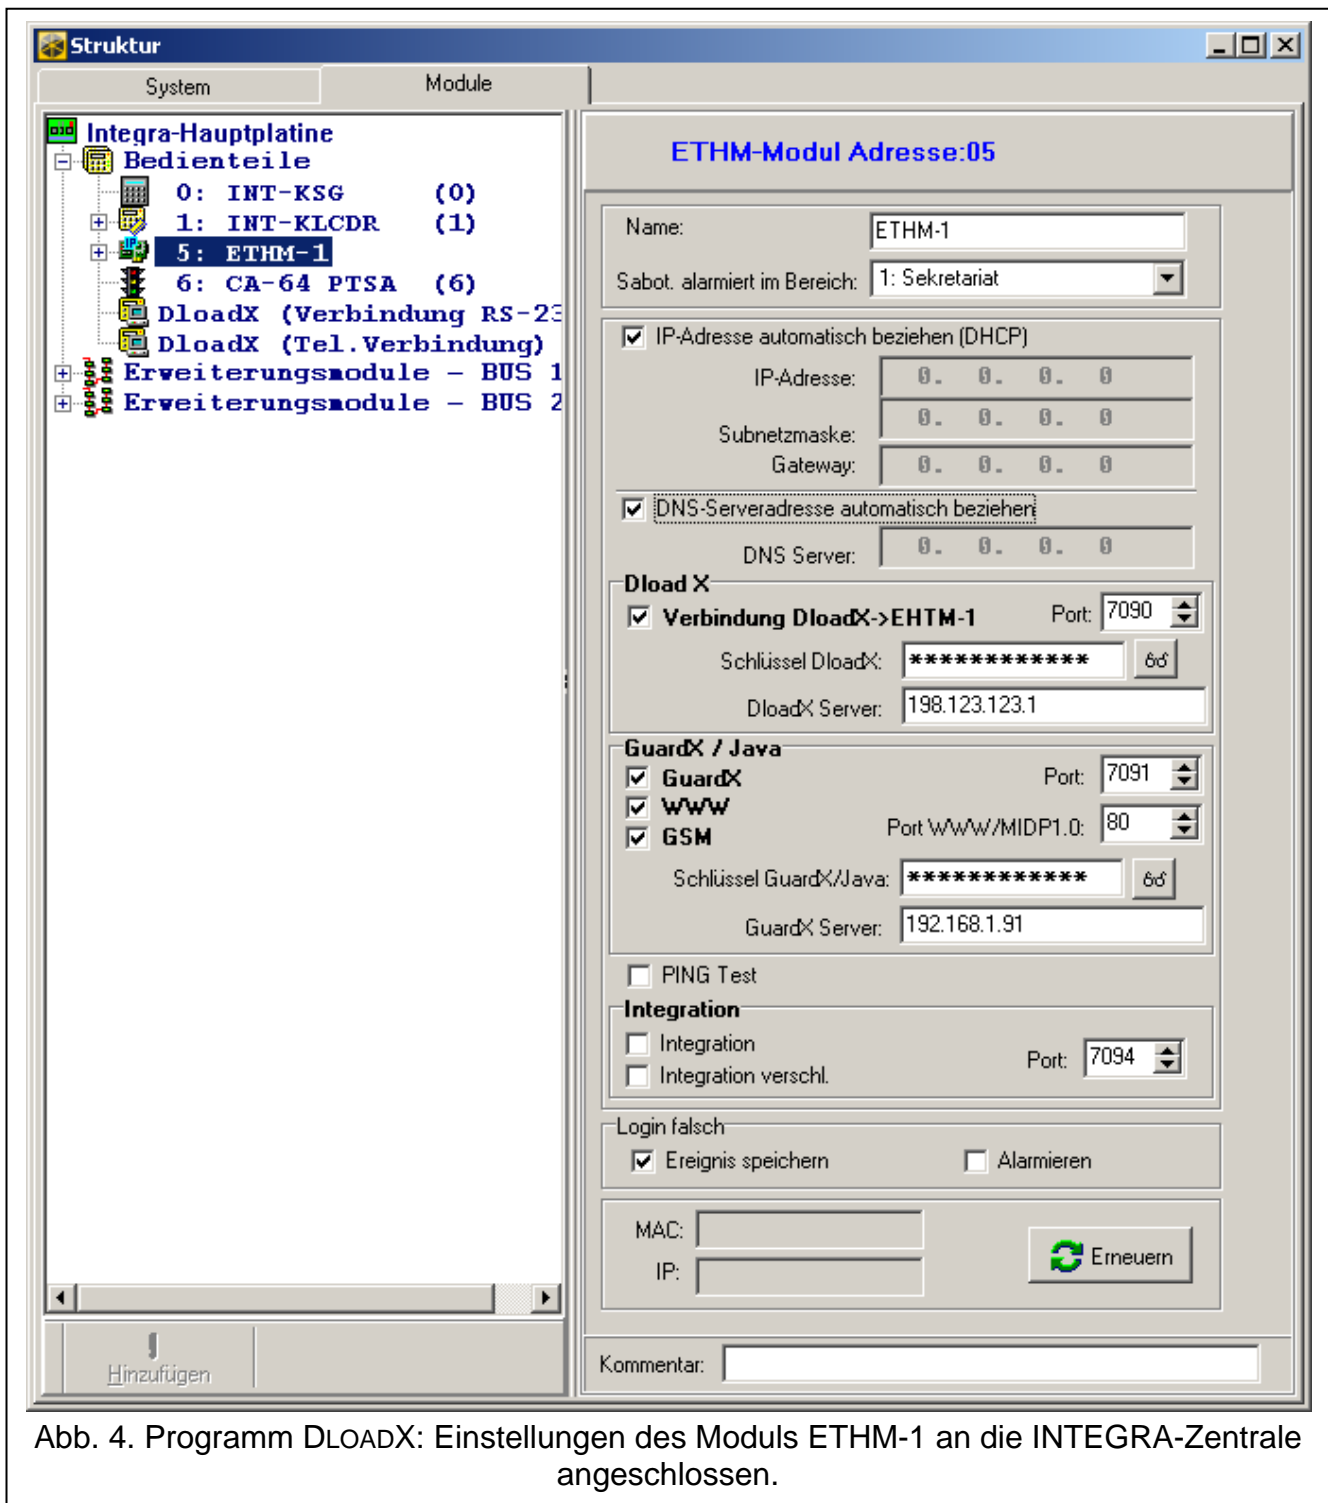 Struktur
System
Module
Integra-Hauptplatine
Bedienteile
0: INT-KSG (0)
1: INT-KLCDR (1)
5: ETHM-1
6: CA-64 PTSA (6)
DloadX (Verbindung RS-23
DloadX (Tel.Verbindung)
Erweiterungsmodule – BUS 1
Erweiterungsmodule – BUS 2
Hinzufügen
ETHM-Modul Adresse:05
Name: ETHM-1
Sabot. alarmiert im Bereich: 1: Sekretariat
IP-Adresse automatisch beziehen (DHCP)
IP-Adresse: 0. 0. 0. 0
Subnetzmaske: 0. 0. 0. 0
Gateway: 0. 0. 0. 0
DNS-Serveradresse automatisch beziehen
DNS Server: 0. 0. 0. 0
Dload X
Verbindung DloadX->EHTM-1 Port: 7090
Schlüssel DloadX: ************
DloadX Server: 198.123.123.1
GuardX / Java
GuardX Port: 7091
WWW
GSM Port WWW/MIDP1.0: 80
Schlüssel GuardX/Java: ************
GuardX Server: 192.168.1.91
PING Test
Integration
Integration
Integration verschl. Port: 7094
Login falsch
Ereignis speichern Alarmieren
MAC:
IP:
Erneuern
Kommentar:
Abb. 4. Programm DLOADX: Einstellungen des Moduls ETHM-1 an die INTEGRA-Zentrale
angeschlossen.